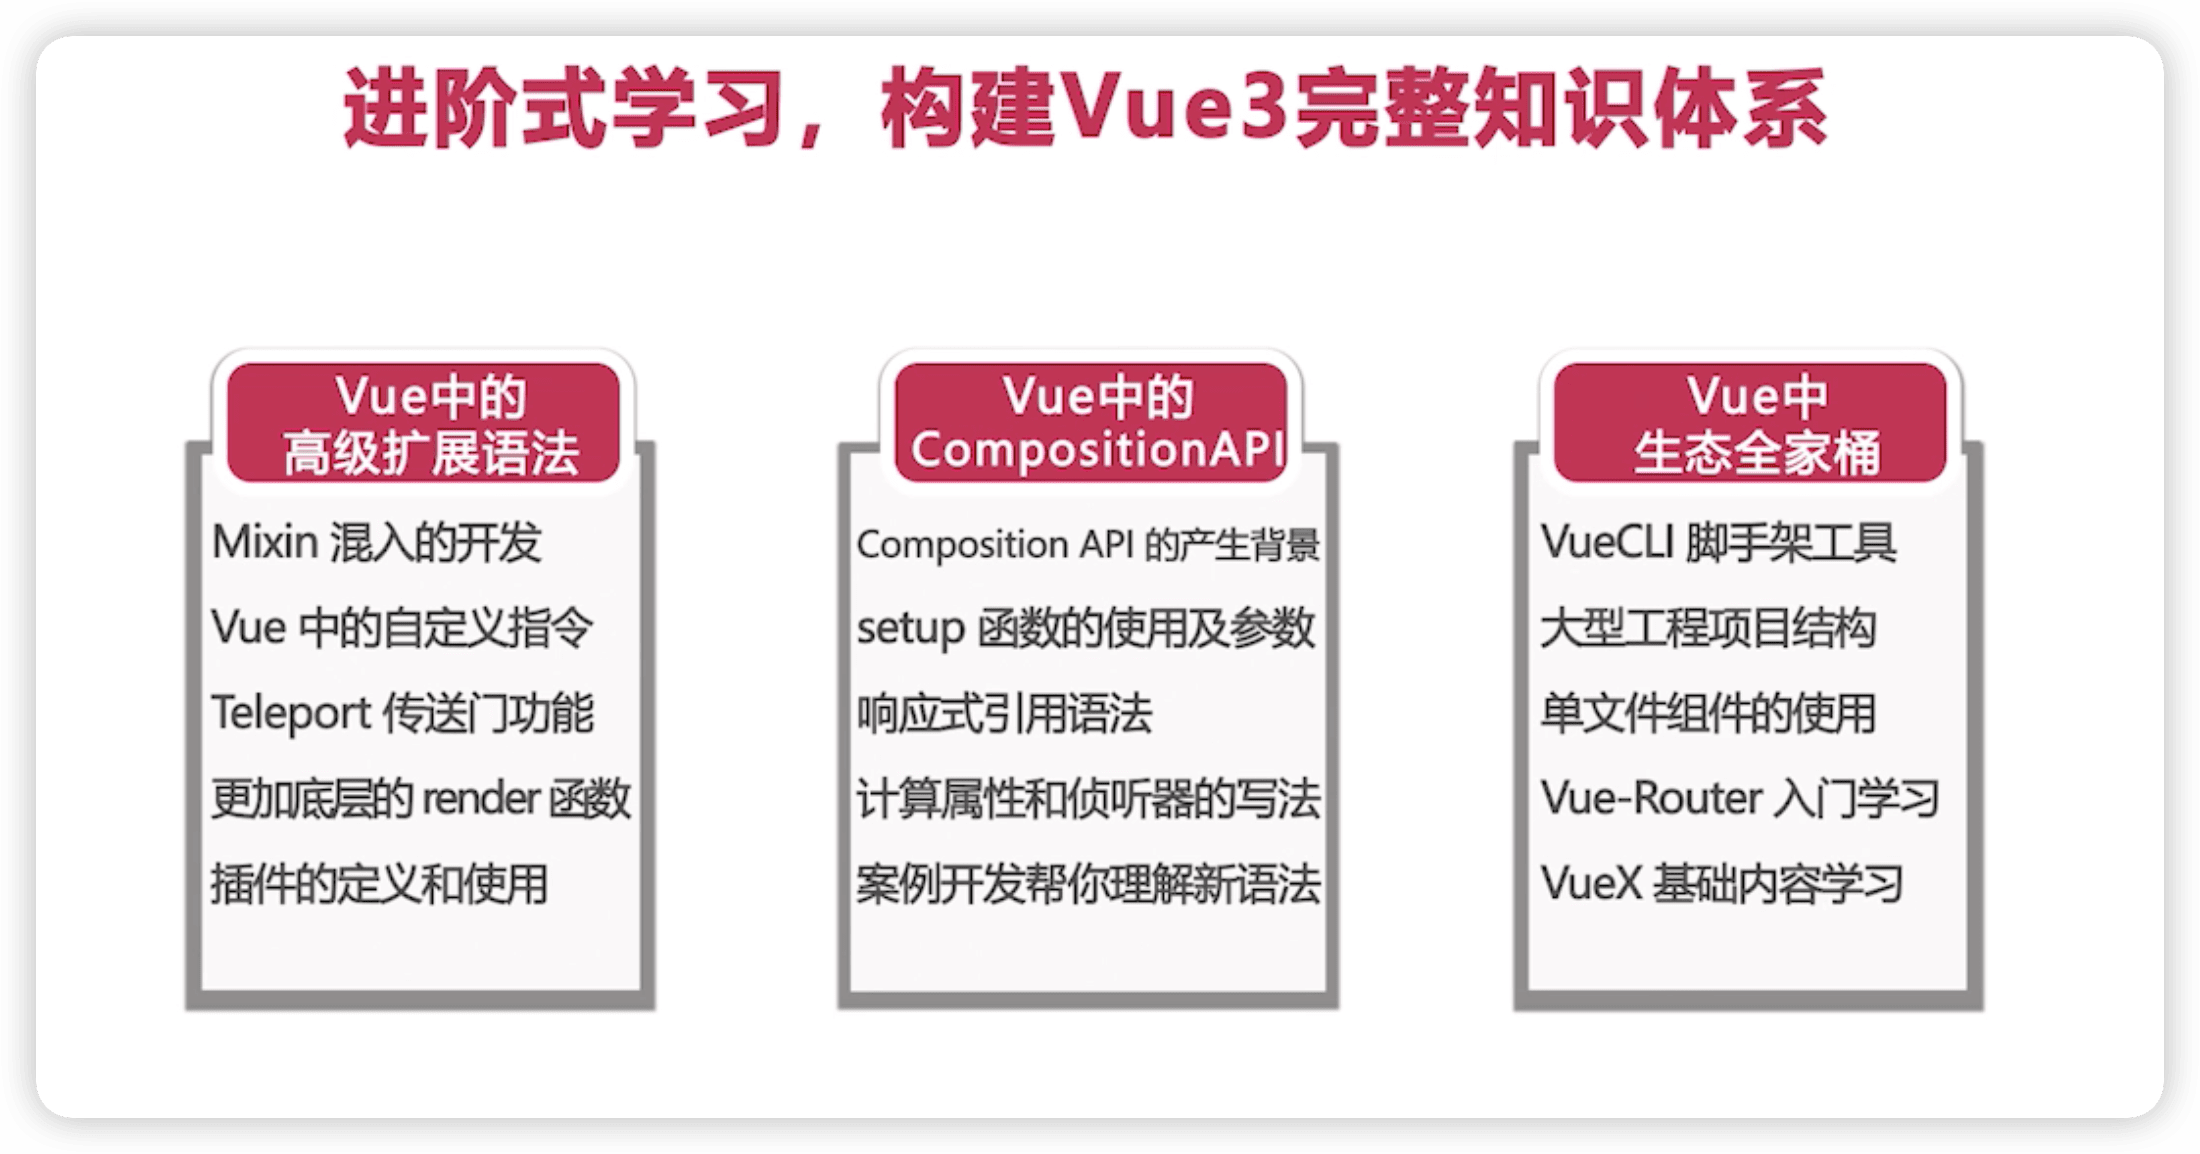 进阶式学习，构建Vue3完整知识体系
Vue中的
高级扩展语法
Mixin 混入的开发
Vue 中的自定义指令
Teleport 传送门功能
更加底层的 render 函数
插件的定义和使用
Vue中的
CompositionAPI
Composition API 的产生背景
setup 函数的使用及参数
响应式引用语法
计算属性和侦听器的写法
案例开发帮你理解新语法
Vue中
生态全家桶
VueCLI 脚手架工具
大型工程项目结构
单文件组件的使用
Vue-Router 入门学习
VueX 基础内容学习